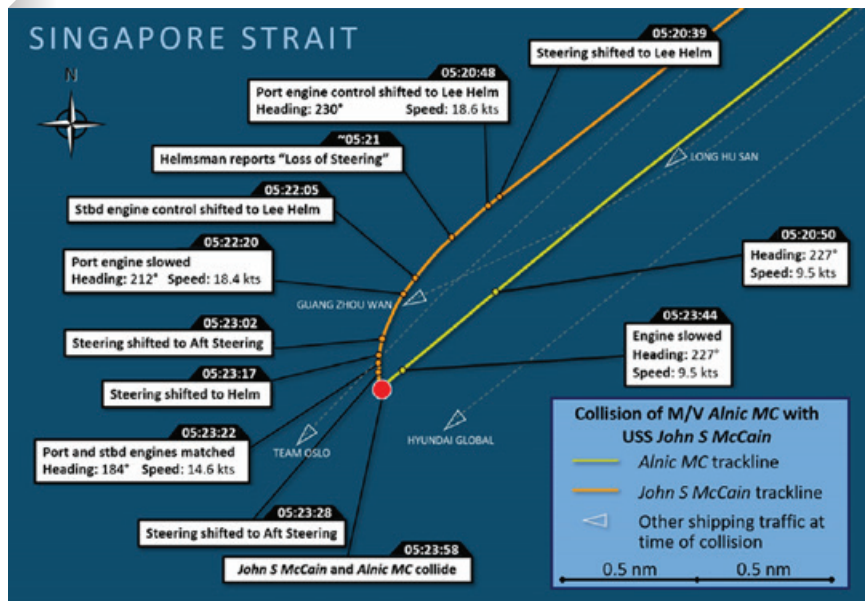 SINGAPORE STRAIT
N
05:20:39
Steering shifted to Lee Helm
05:20:48
Port engine control shifted to Lee Helm
Heading: 230° Speed: 18.6 kts
~05:21
Helmsman reports “Loss of Steering”
LONG HU SAN
05:22:05
Stbd engine control shifted to Lee Helm
05:22:20
Port engine slowed
Heading: 212° Speed: 18.4 kts
05:20:50
Heading: 227°
Speed: 9.5 kts
GUANG ZHOU WAN
05:23:02
Steering shifted to Aft Steering
05:23:44
Engine slowed
Heading: 227°
Speed: 9.5 kts
05:23:17
Steering shifted to Helm
05:23:22
Port and stbd engines matched
Heading: 184° Speed: 14.6 kts
TEAM OSLO
HYUNDAI GLOBAL
05:23:28
Steering shifted to Aft Steering
05:23:58
John S McCain and Alnic MC collide
Collision of M/V Alnic MC with
USS John S McCain
Alnic MC trackline
John S McCain trackline
Other shipping traffic at
time of collision
0.5 nm 0.5 nm